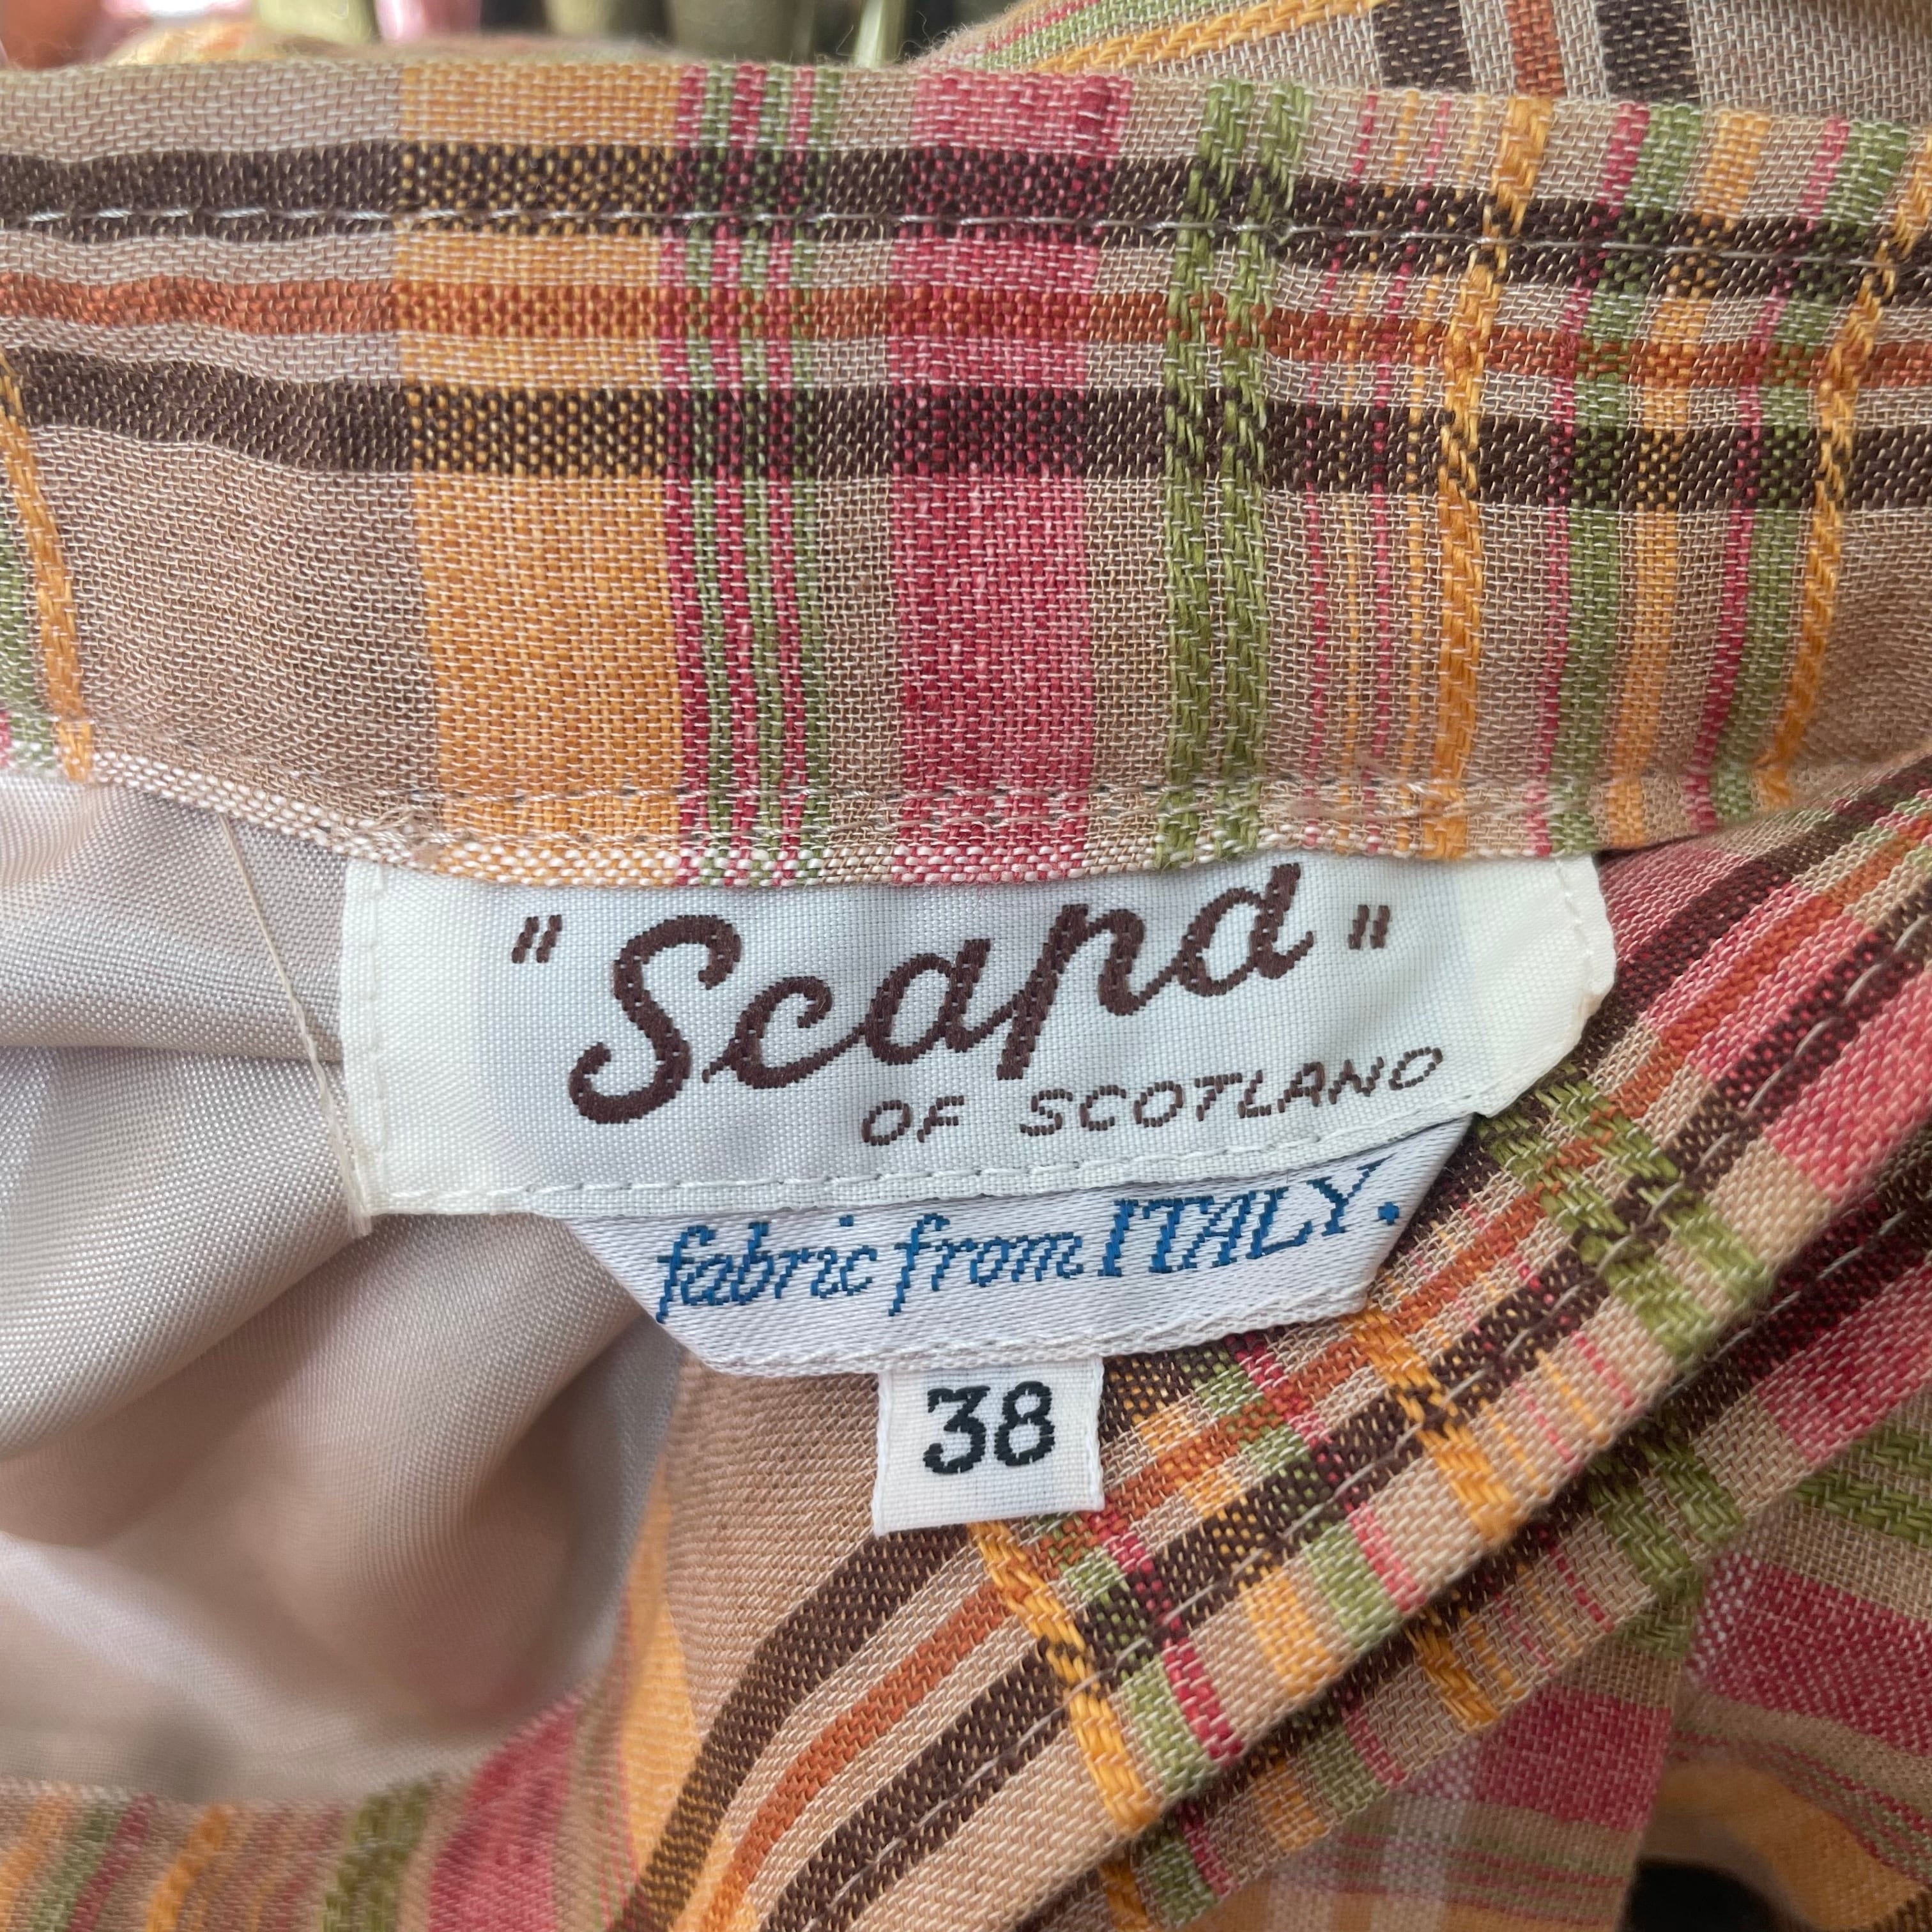 "Scapa"
OF SCOTLAND
fabric from ITALY.
38